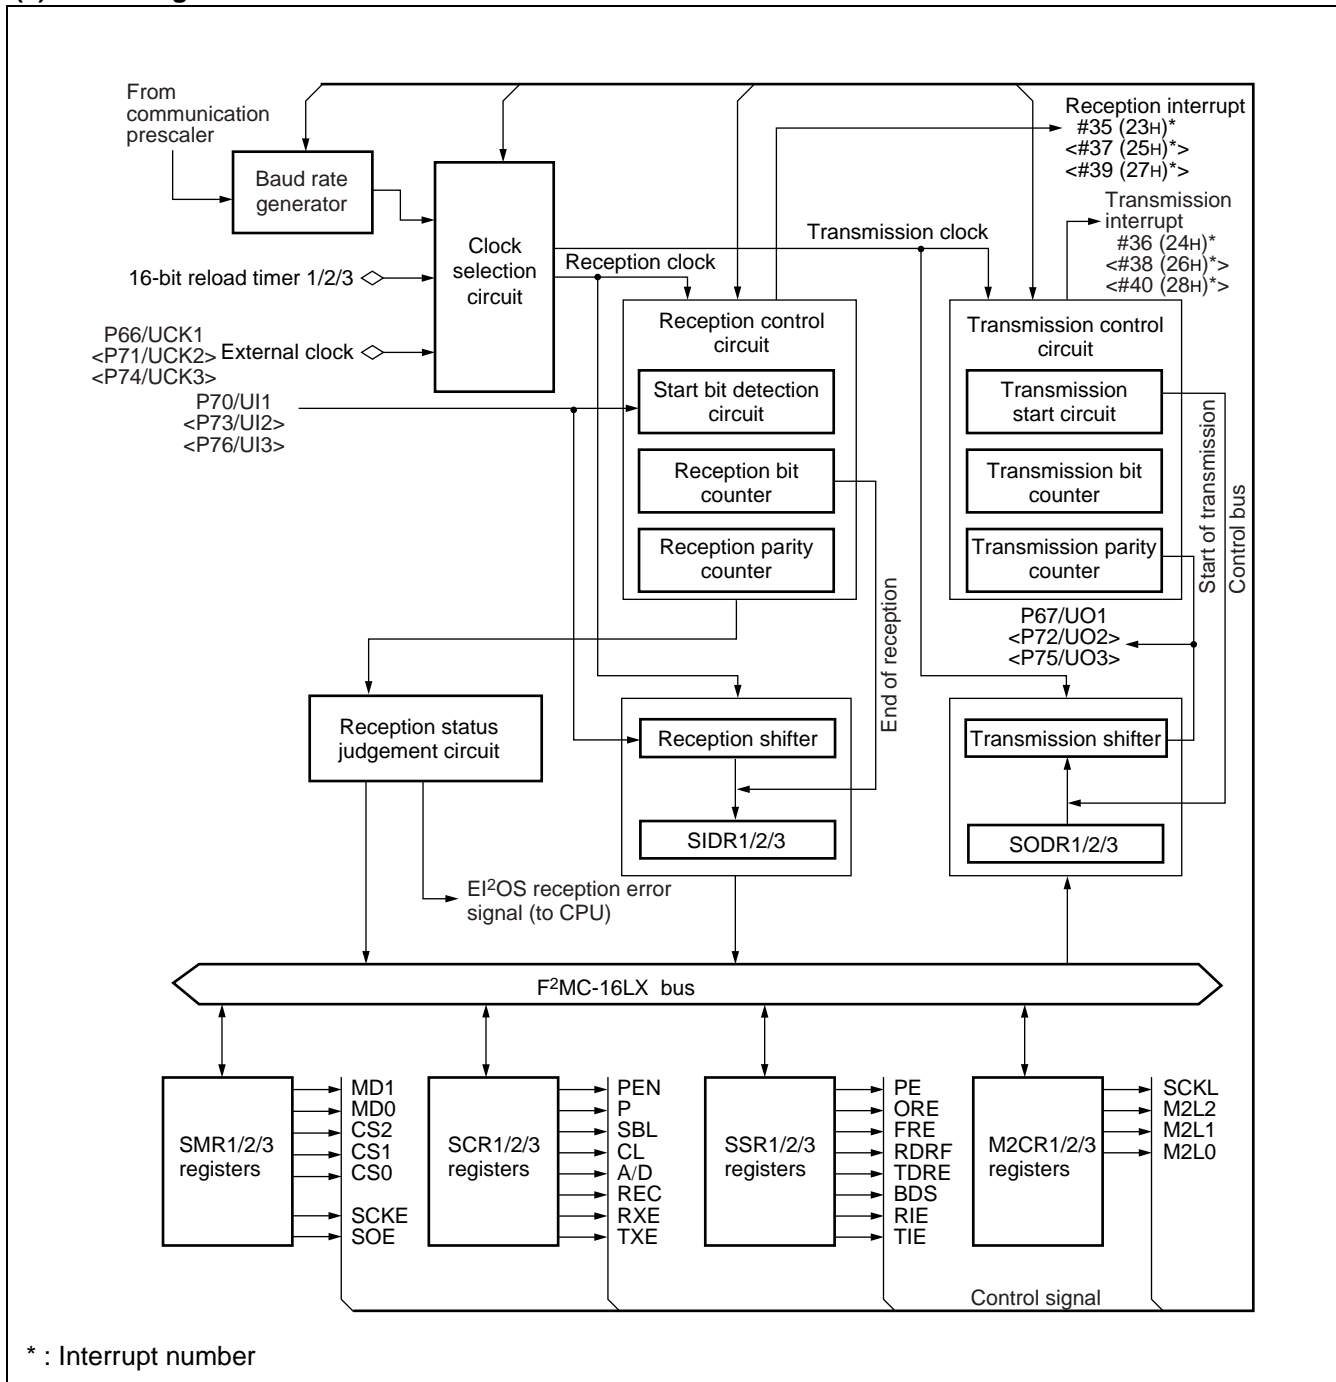 From
communication
prescaler
Baud rate
generator
Clock
selection
circuit
16-bit reload timer 1/2/3
P66/UCK1
<P71/UCK2>
<P74/UCK3>
External clock
P70/UI1
<P73/UI2>
<P76/UI3>
Reception interrupt
#35 (23H)*
<#37 (25H)*>
<#39 (27H)*>
Transmission
interrupt
#36 (24H)*
<#38 (26H)*>
<#40 (28H)*>
Transmission clock
Reception clock
Reception control
circuit
Start bit detection
circuit
Reception bit
counter
Reception parity
counter
Transmission control
circuit
Transmission
start circuit
Transmission bit
counter
Transmission parity
counter
Start of transmission
Control bus
End of reception
P67/UO1
<P72/UO2>
<P75/UO3>
Reception status
judgement circuit
Reception shifter
SIDR1/2/3
Transmission shifter
SODR1/2/3
EI²OS reception error
signal (to CPU)
F²MC-16LX bus
SMR1/2/3
registers
MD1
MD0
CS2
CS1
CS0
SCKE
SOE
SCR1/2/3
registers
PEN
P
SBL
CL
A/D
REC
RXE
TXE
SSR1/2/3
registers
PE
ORE
FRE
RDRF
TDRE
BDS
RIE
TIE
M2CR1/2/3
registers
SCKL
M2L2
M2L1
M2L0
Control signal
* : Interrupt number